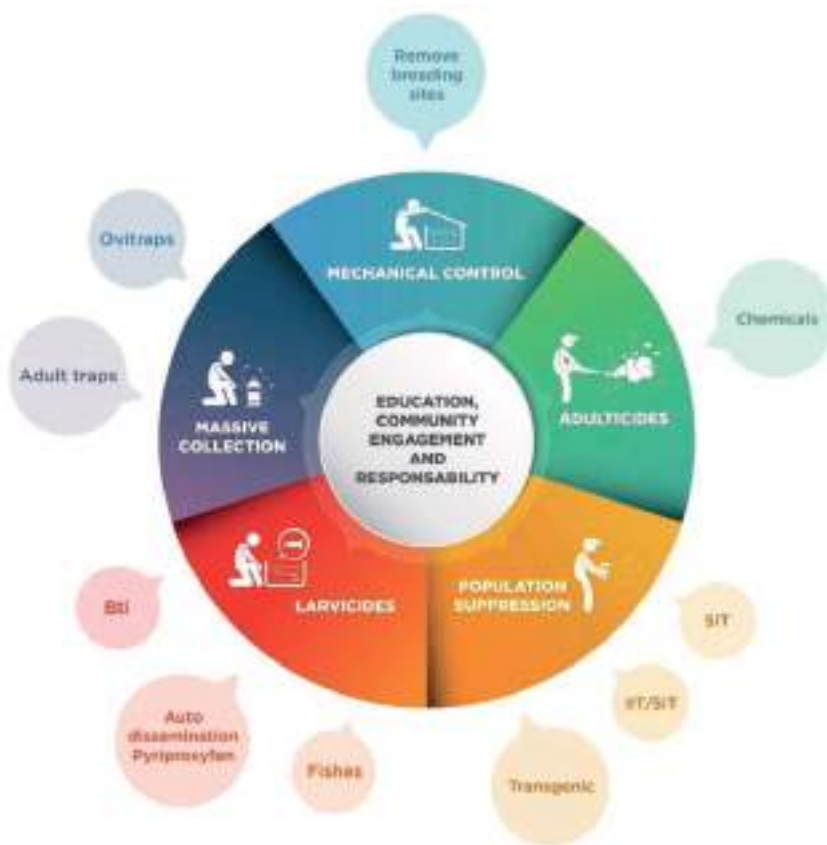 Remove
breeding
sites
Ovitraps
MECHANICAL CONTROL
Chemicals
Adult traps
MASSIVE
COLLECTION
EDUCATION,
COMMUNITY
ENGAGEMENT
AND
RESPONSABILITY
ADULTICIDES
LARVICIDES
POPULATION
SUPPRESSION
Bti
SIT
IIT/SIT
Auto
dissemination
Pyriproxyfen
Fishes
Transgenic